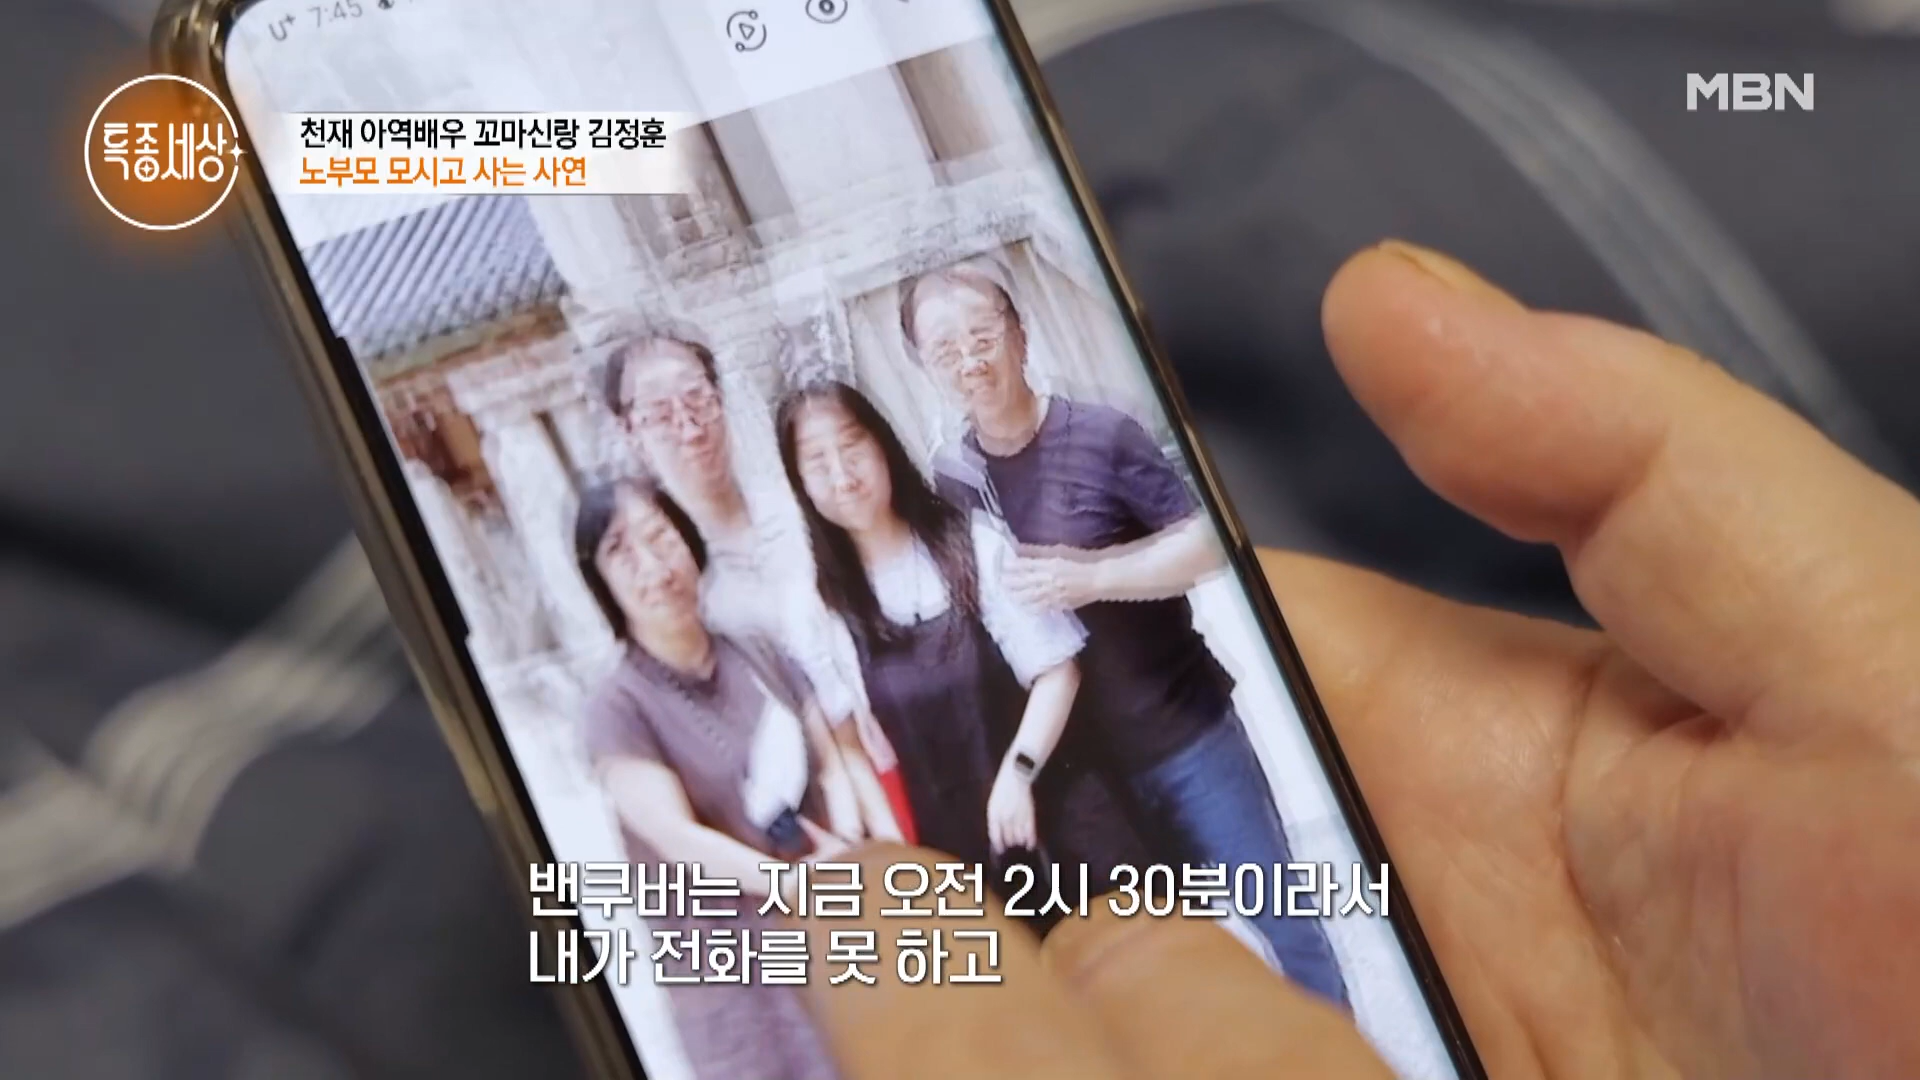 U+ 7:45
MBN
특종세상
천재 아역배우 꼬마신랑 김정훈
노부모 모시고 사는 사연
밴쿠버는 지금 오전 2시 30분이라서
내가 전화를 못 하고